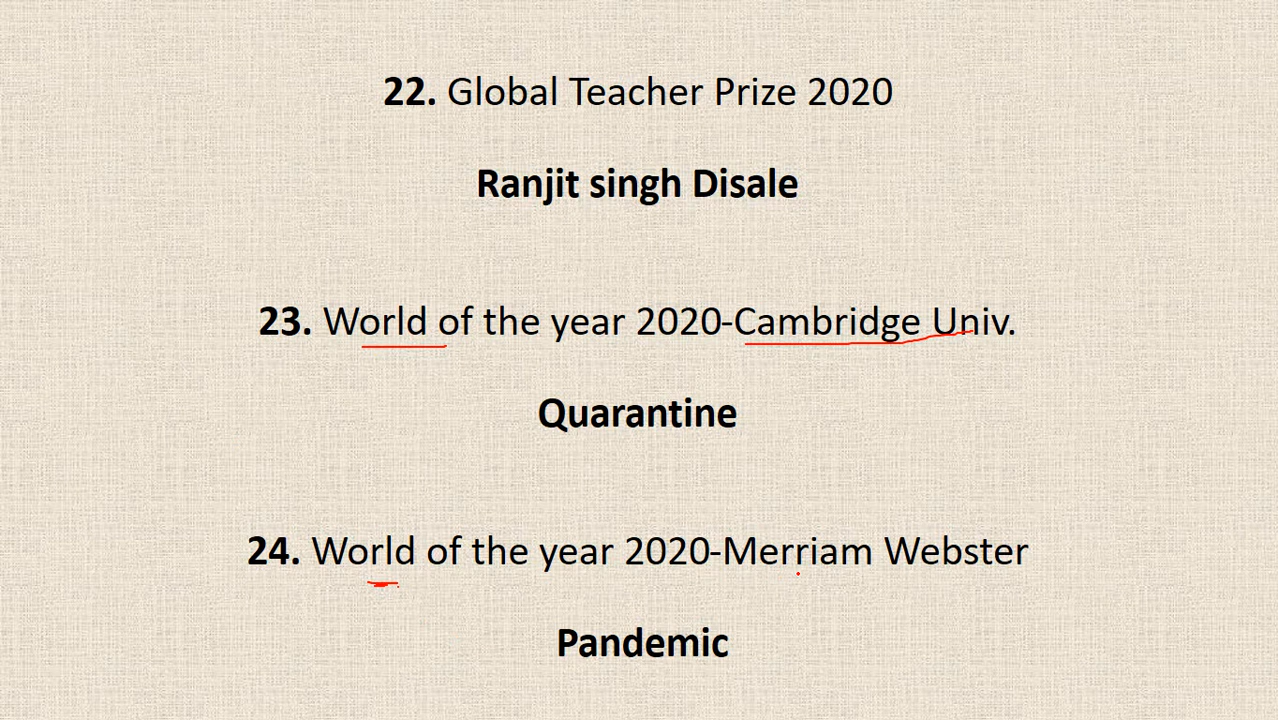 22. Global Teacher Prize 2020
Ranjit singh Disale
23. World of the year 2020-Cambridge Univ.
Quarantine
24. World of the year 2020-Merriam Webster
Pandemic